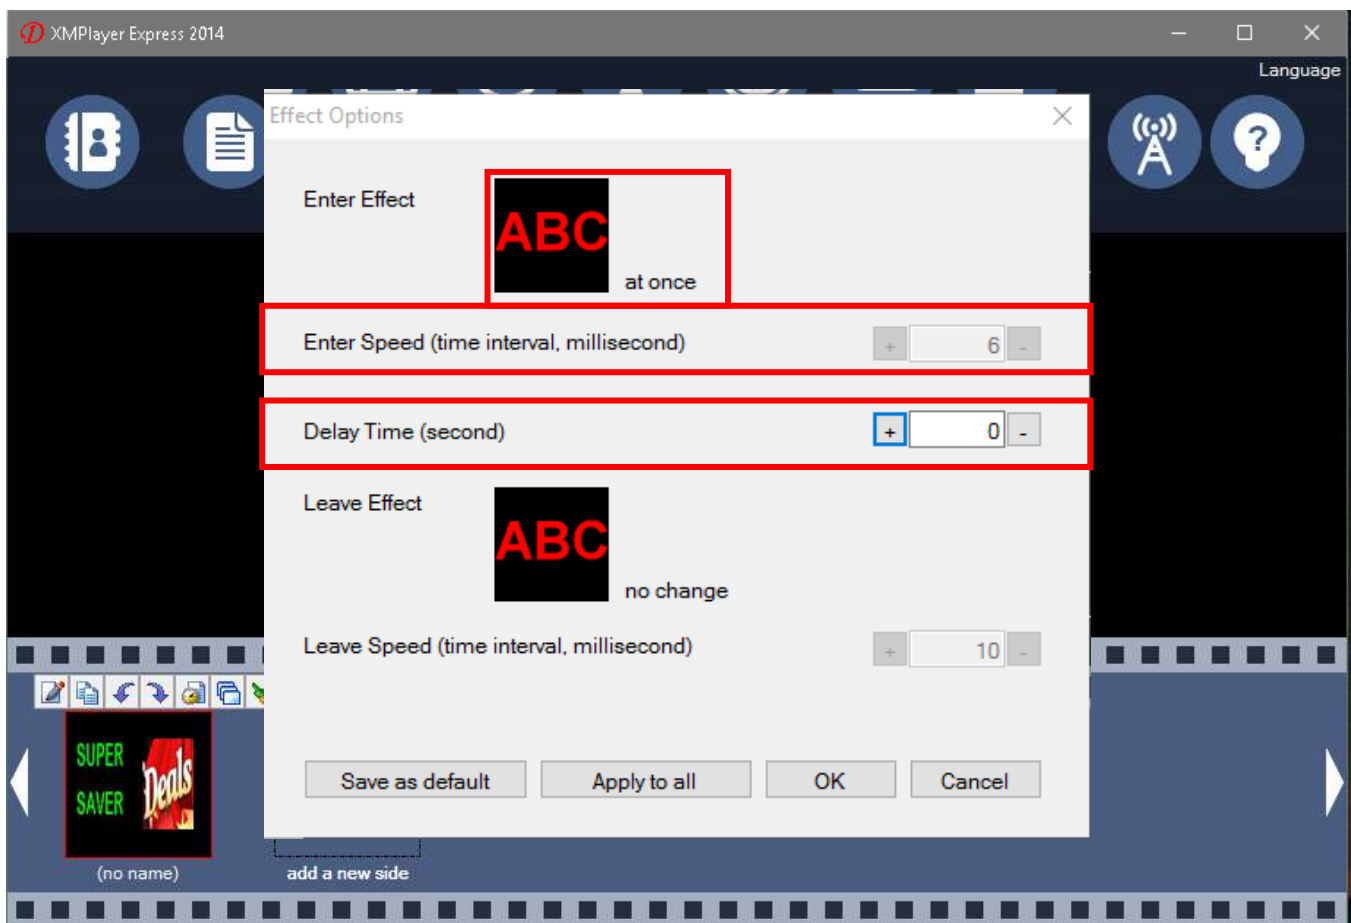 XMPlayer Express 2014
Language
Effect Options
Enter Effect
ABC
at once
Enter Speed (time interval, millisecond)
+ 6 -
Delay Time (second)
+ 0 -
Leave Effect
ABC
no change
Leave Speed (time interval, millisecond)
+ 10 -
Save as default Apply to all OK Cancel
SUPER
SAVER
Deals
(no name) add a new side